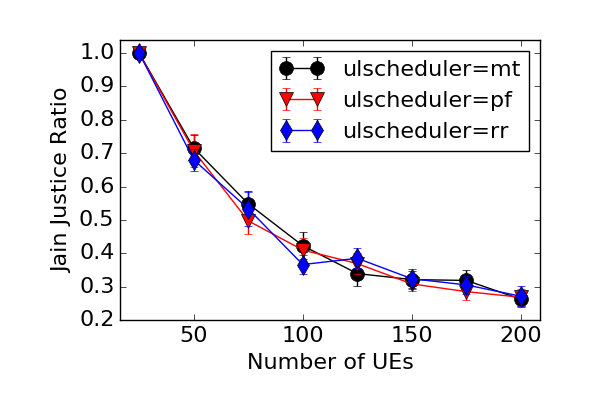 1.0
0.9
0.8
0.7
0.6
0.5
0.4
0.3
0.2
Jain Justice Ratio
ulscheduler=mt
ulscheduler=pf
ulscheduler=rr
50
100
150
200
Number of UEs